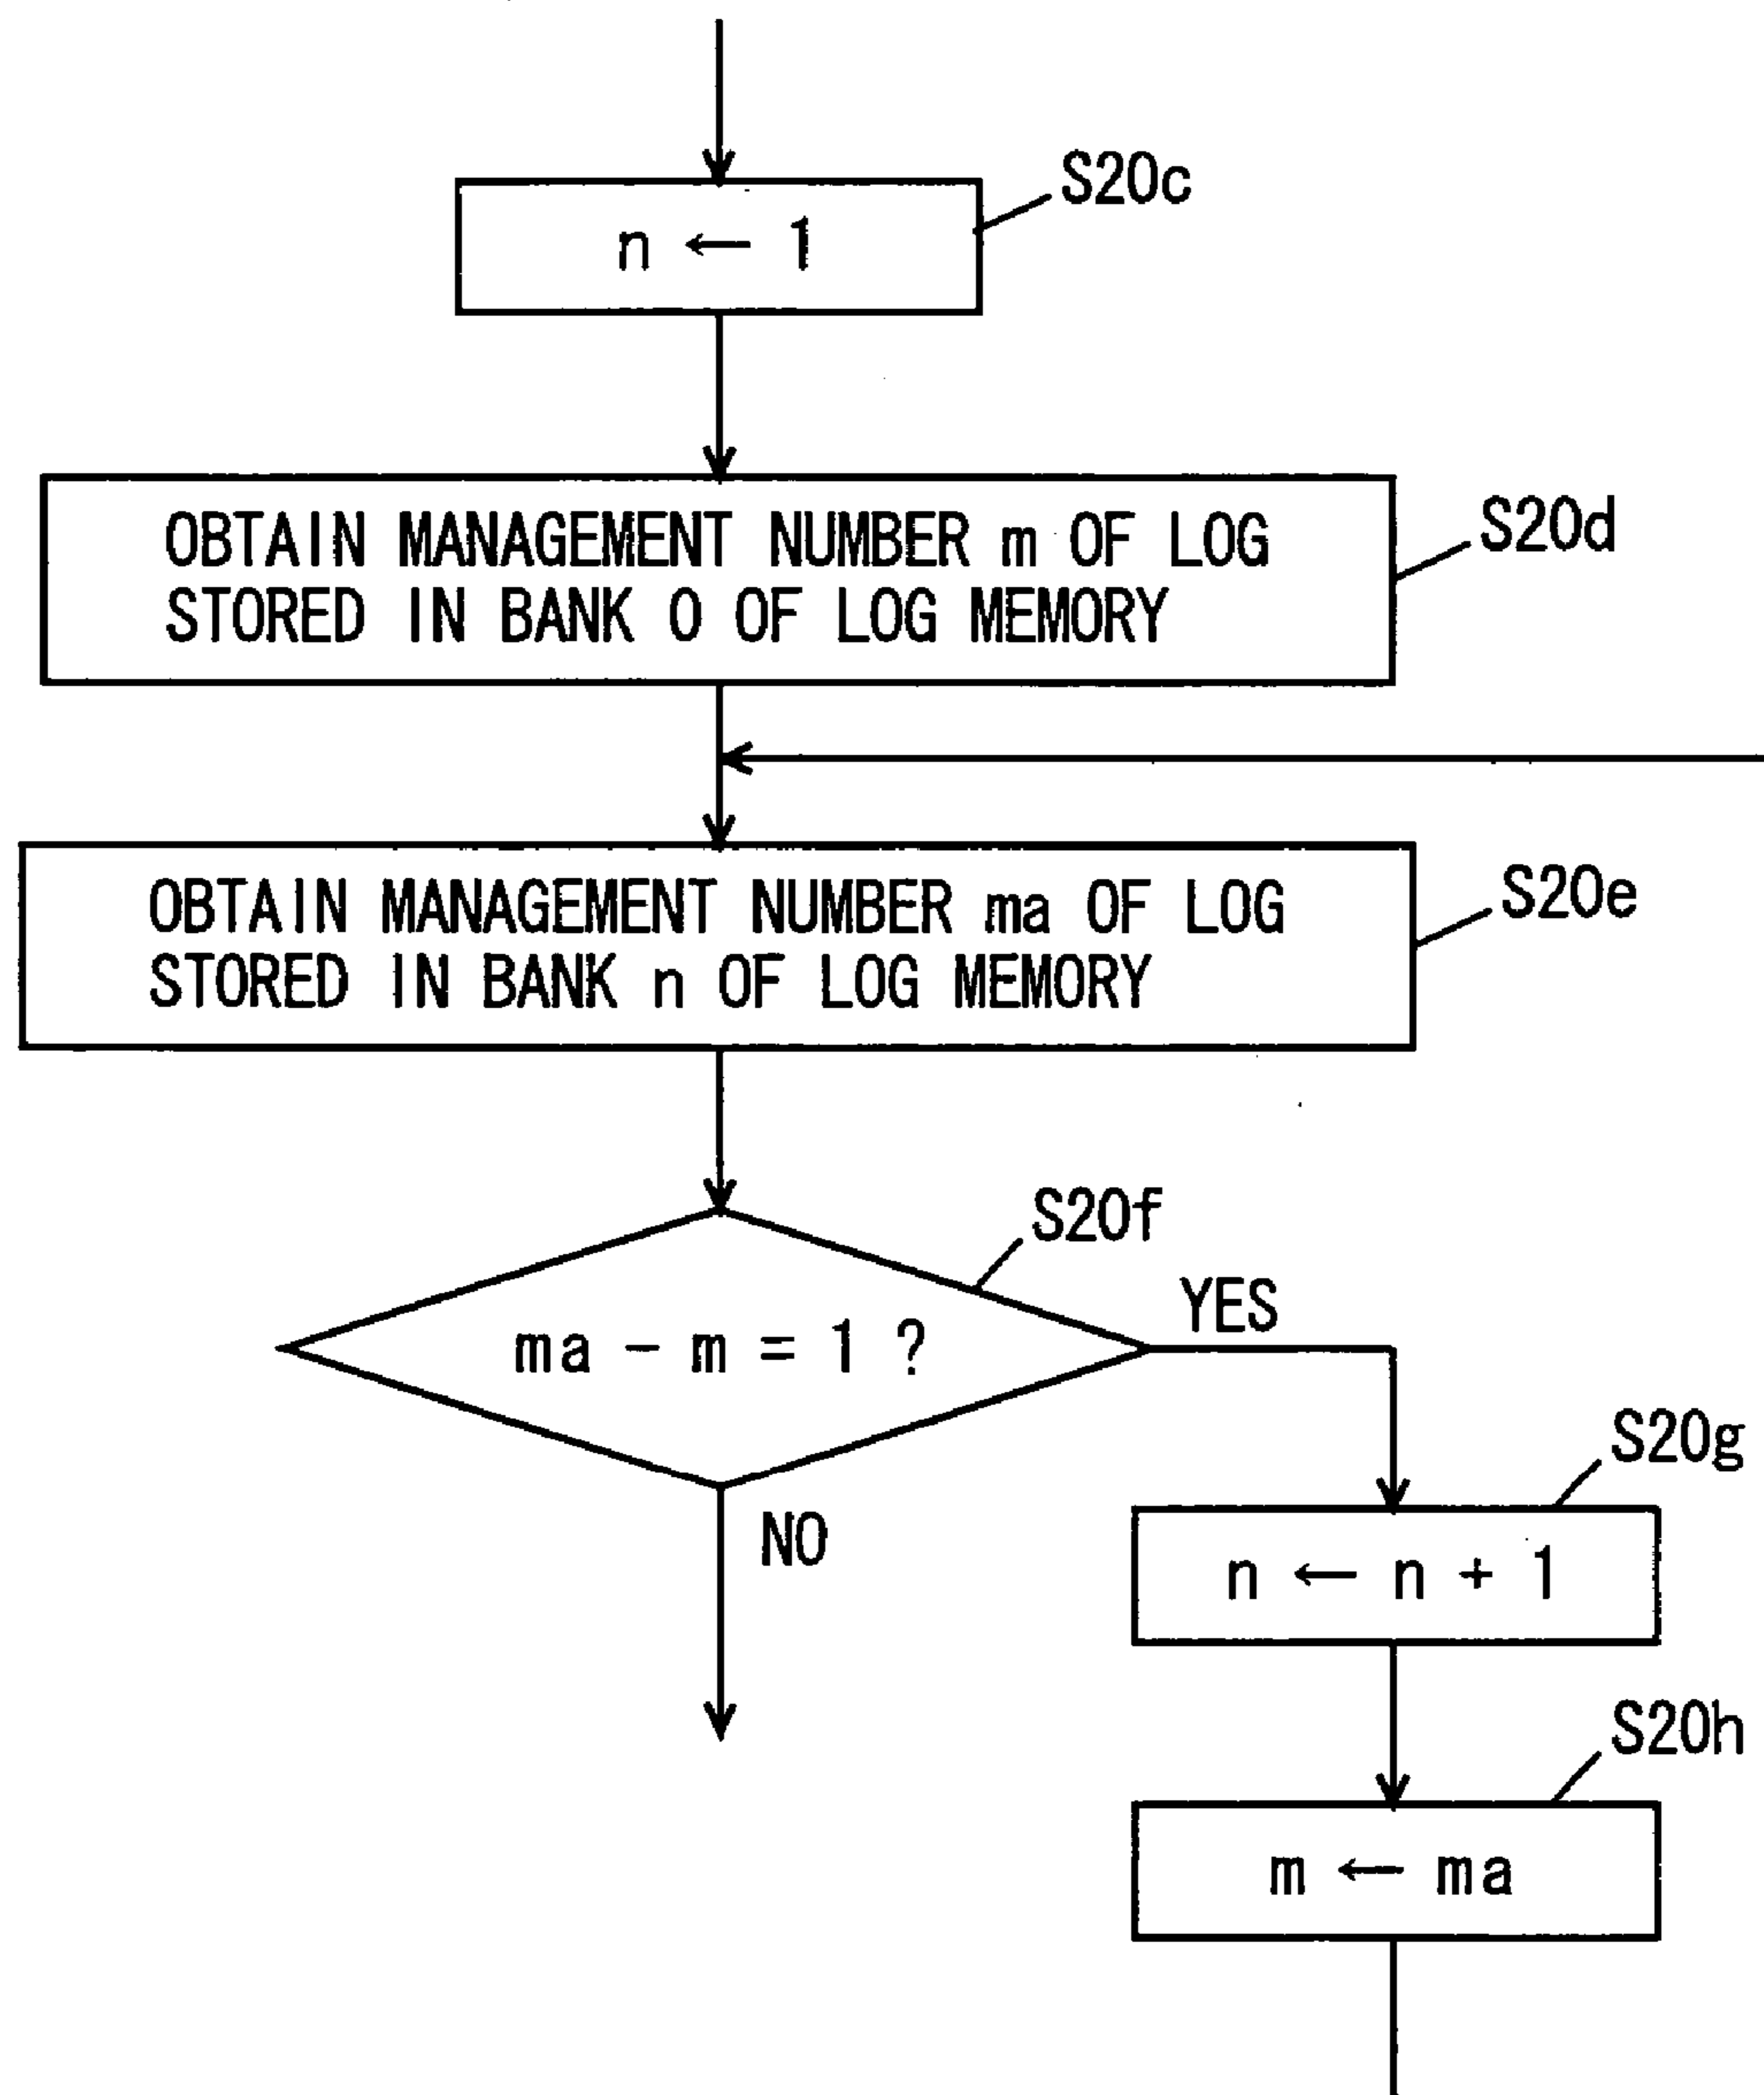 S20c
n ← 1
S20d
OBTAIN MANAGEMENT NUMBER m OF LOG
STORED IN BANK 0 OF LOG MEMORY
S20e
OBTAIN MANAGEMENT NUMBER ma OF LOG
STORED IN BANK n OF LOG MEMORY
S20f
ma - m = 1 ?
YES
NO
S20g
n ← n + 1
S20h
m ← ma